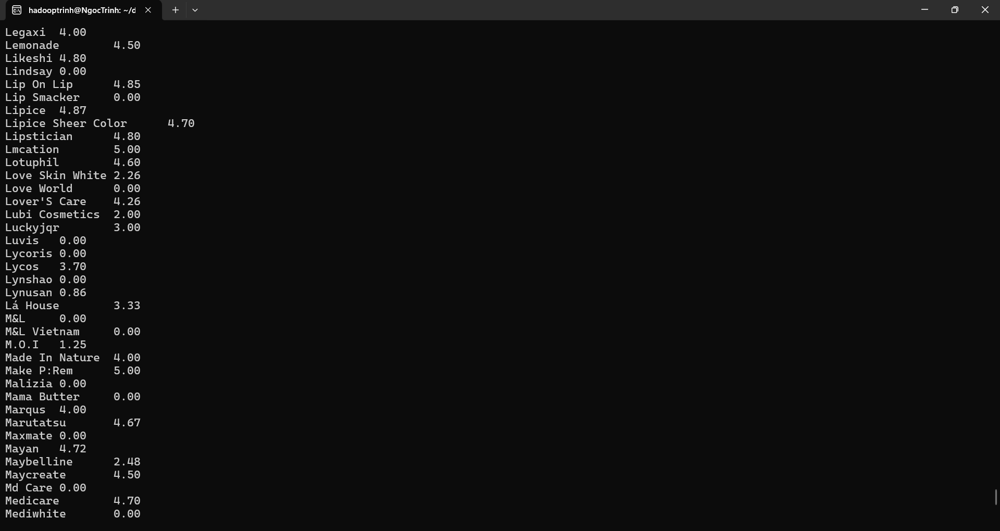 hadooptrinh@NgocTrinh: ~/d
Legaxi	4.00
Lemonade	4.50
Likeshi	4.80
Lindsay	0.00
Lip On Lip	4.85
Lip Smacker	0.00
Lipice	4.87
Lipice Sheer Color	4.70
Lipstician	4.80
Lmcation	5.00
Lotuphil	4.60
Love Skin White	2.26
Love World	0.00
Lover'S Care	4.26
Lubi Cosmetics	2.00
Luckyjqr	3.00
Luvis	0.00
Lycoris	0.00
Lycos	3.70
Lynshao	0.00
Lynusan	0.86
Lá House	3.33
M&L	0.00
M&L Vietnam	0.00
M.O.I	1.25
Made In Nature	4.00
Make P:Rem	5.00
Malizia	0.00
Mama Butter	0.00
Marqus	4.00
Marutatsu	4.67
Maxmate	0.00
Mayan	4.72
Maybelline	2.48
Maycreate	4.50
Md Care	0.00
Medicare	4.70
Mediwhite	0.00